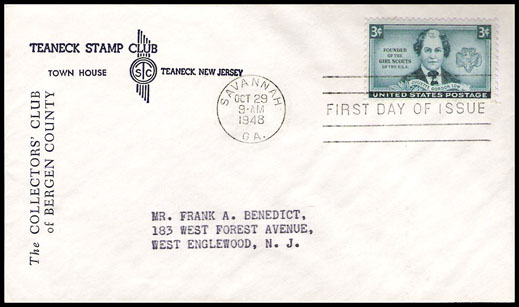 TEANECK STAMP CLUB
TOWN HOUSE STC TEANECK, NEW JERSEY
The COLLECTORS' CLUB
of BERGEN COUNTY
SAVANNAH
OCT 29
9-AM
1948
GA.
3¢ 3¢
FOUNDER
OF THE
GIRL SCOUTS
OF THE U.S.A.
JULIETTE GORDON LOW
UNITED STATES POSTAGE
FIRST DAY OF ISSUE
MR. FRANK A. BENEDICT,
183 WEST FOREST AVENUE,
WEST ENGLEWOOD, N. J.